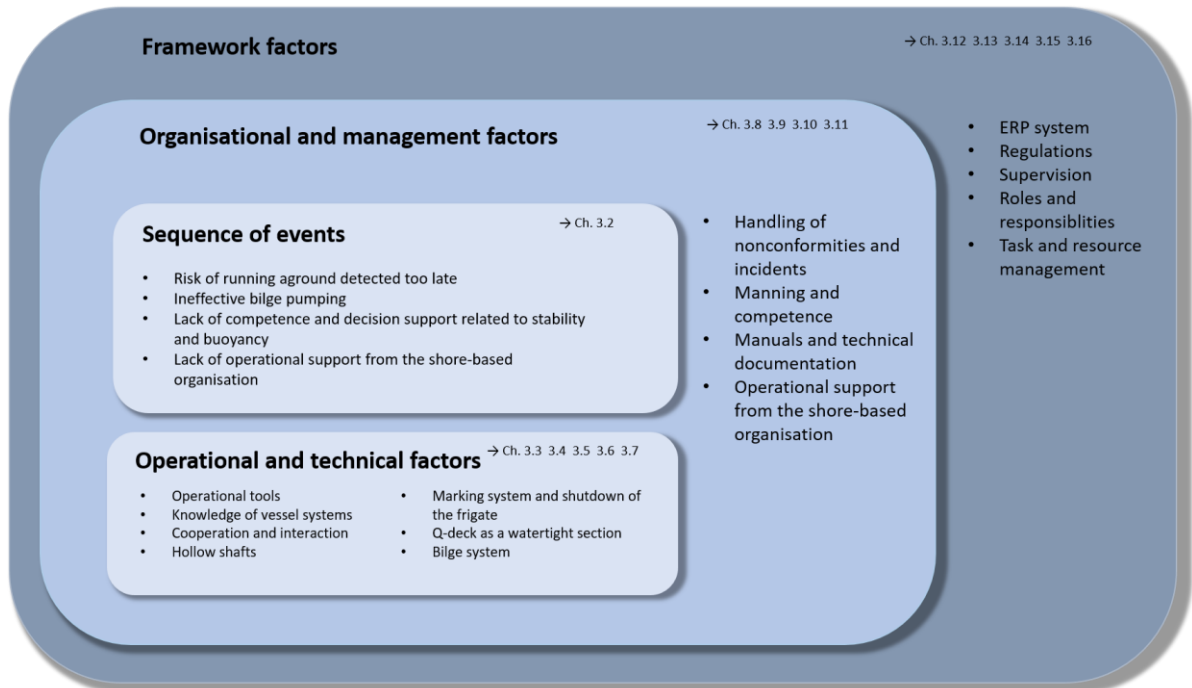 Framework factors
→ Ch. 3.12 3.13 3.14 3.15 3.16
Organisational and management factors
→ Ch. 3.8 3.9 3.10 3.11
Sequence of events
→ Ch. 3.2
• Risk of running aground detected too late
• Ineffective bilge pumping
• Lack of competence and decision support related to stability
and buoyancy
• Lack of operational support from the shore-based
organisation
Operational and technical factors
→ Ch. 3.3 3.4 3.5 3.6 3.7
• Operational tools
• Knowledge of vessel systems
• Cooperation and interaction
• Hollow shafts
• Marking system and shutdown of
the frigate
• Q-deck as a watertight section
• Bilge system
• Handling of
nonconformities and
incidents
• Manning and
competence
• Manuals and technical
documentation
• Operational support
from the shore-based
organisation
• ERP system
• Regulations
• Supervision
• Roles and
responsiblities
• Task and resource
management